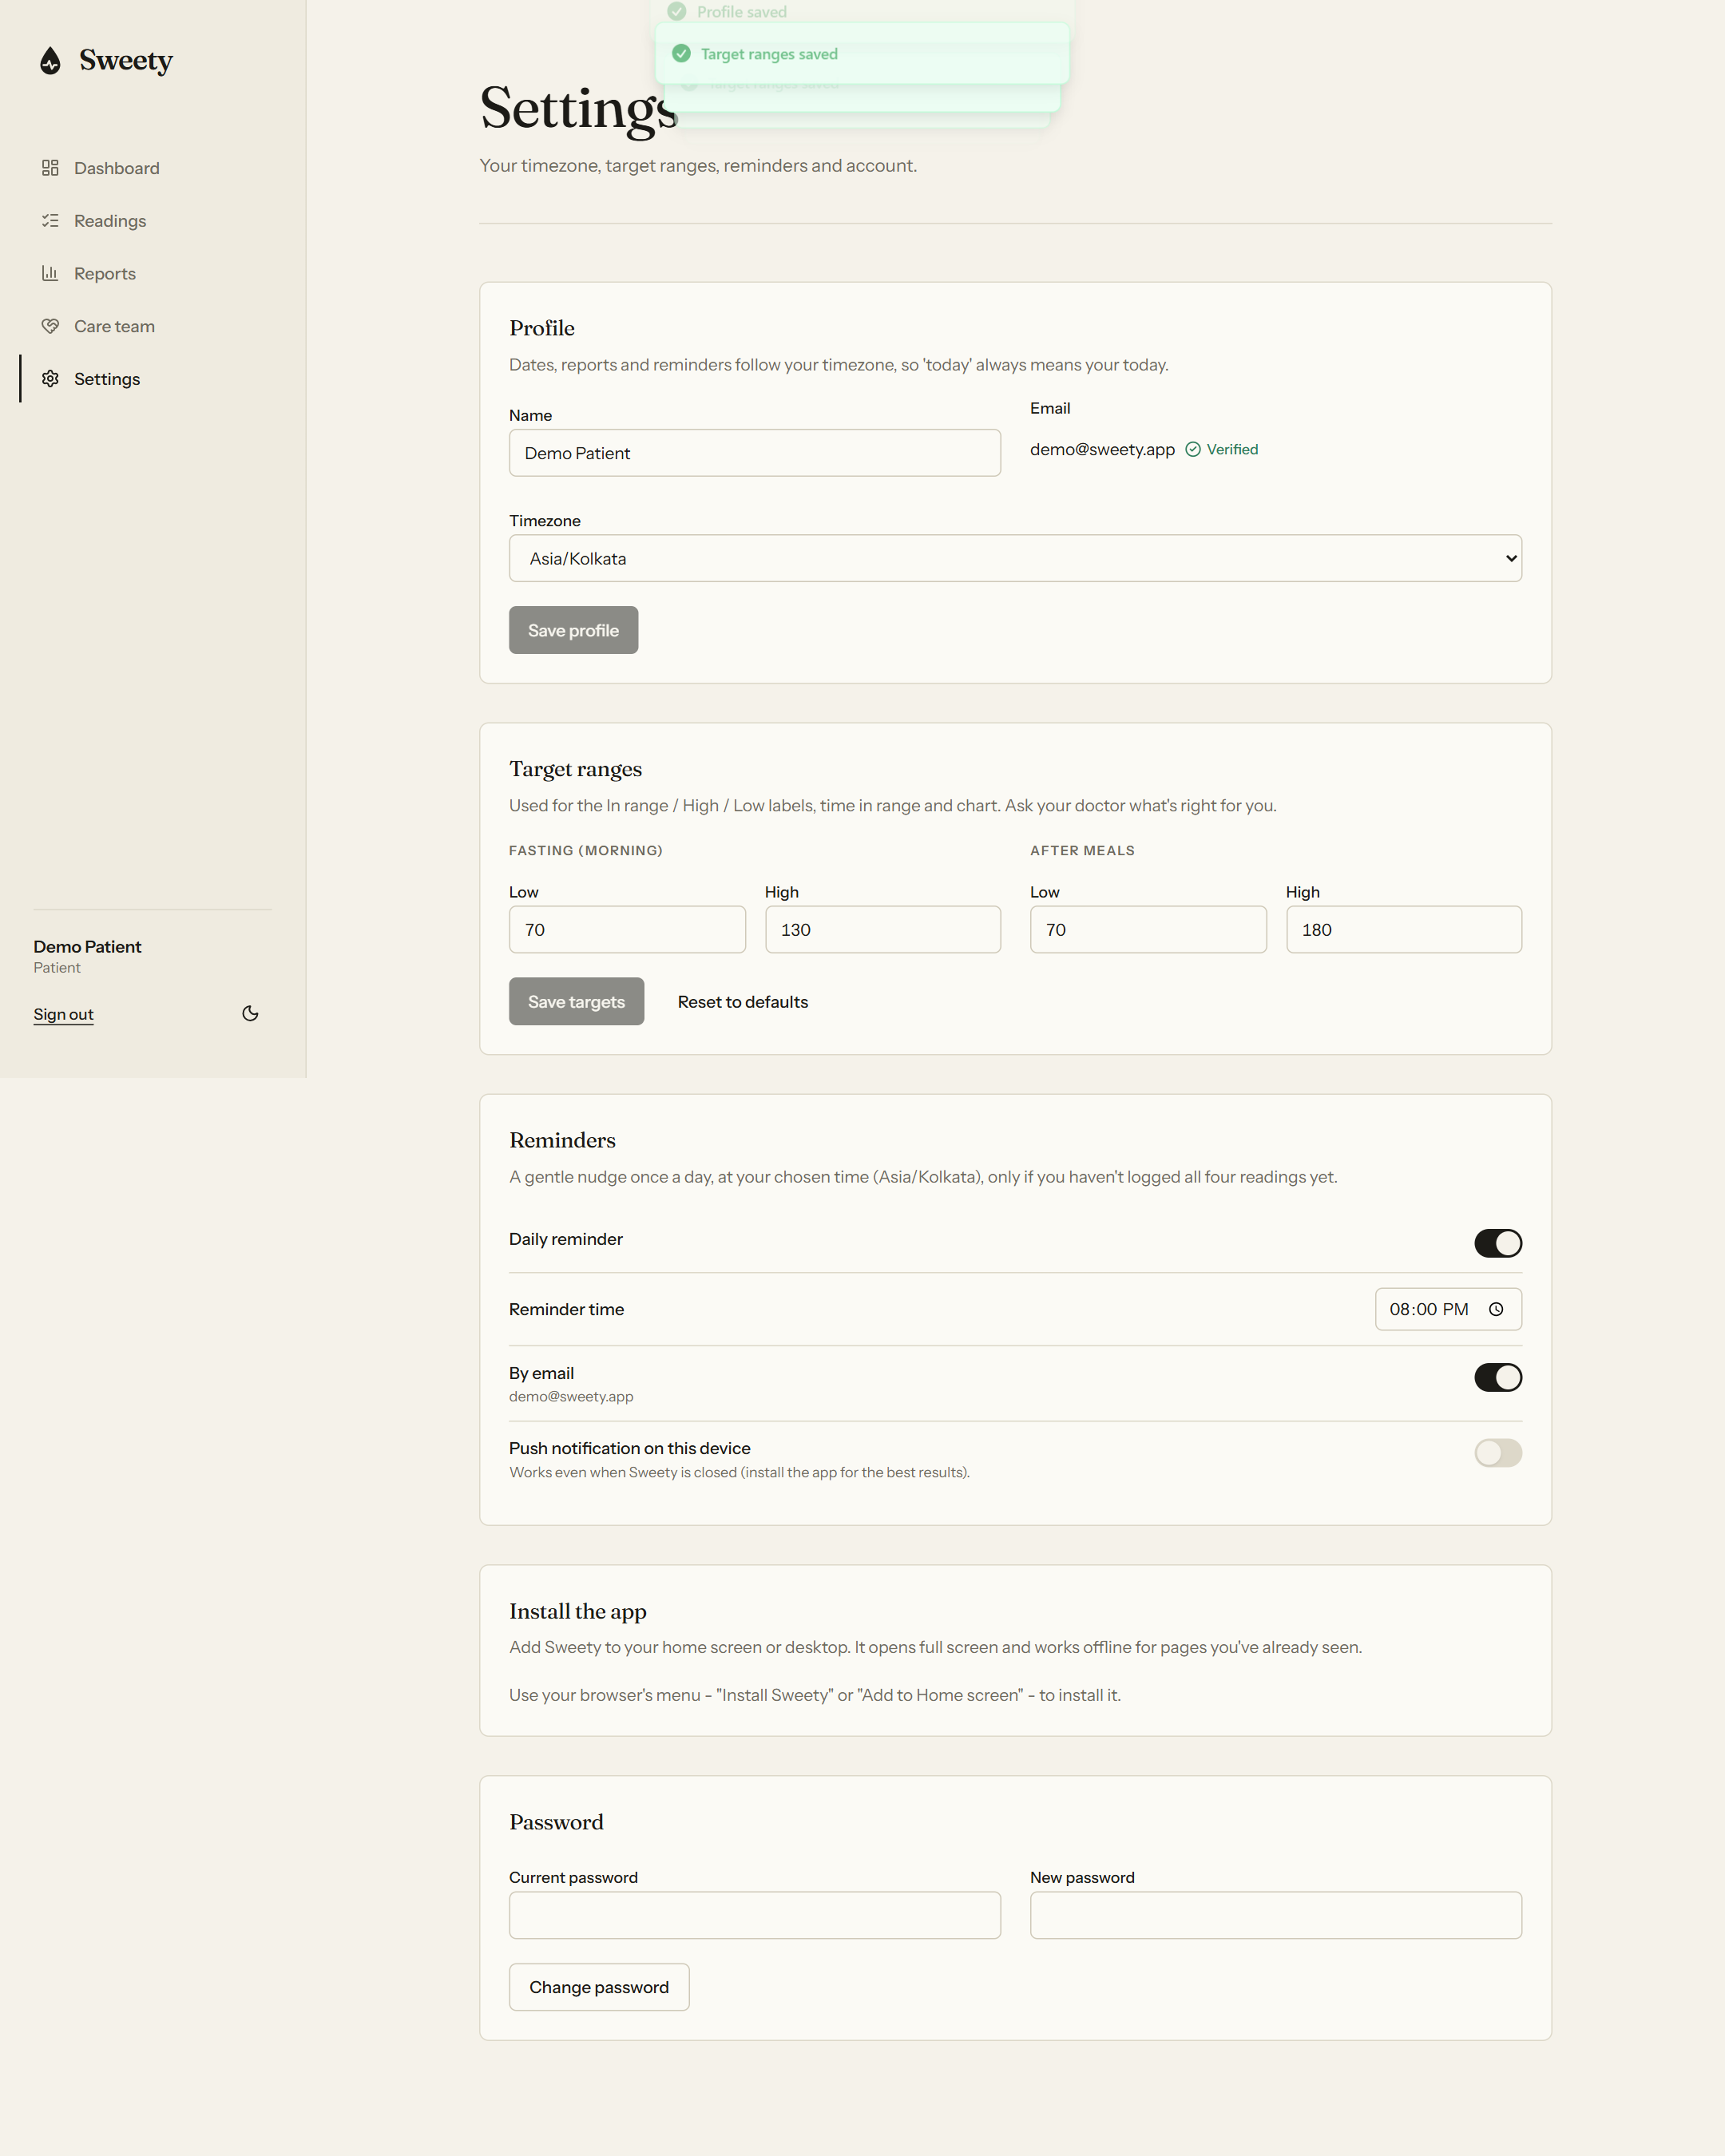 Sweety
Dashboard
Readings
Reports
Care team
Settings
Demo Patient
Patient
Sign out
Profile saved
Target ranges saved
Target ranges saved
Settings
Your timezone, target ranges, reminders and account.
Profile
Dates, reports and reminders follow your timezone, so 'today' always means your today.
Name
Demo Patient
Email
demo@sweety.app Verified
Timezone
Asia/Kolkata
Save profile
Target ranges
Used for the In range / High / Low labels, time in range and chart. Ask your doctor what's right for you.
FASTING (MORNING)
Low
70
High
130
AFTER MEALS
Low
70
High
180
Save targets
Reset to defaults
Reminders
A gentle nudge once a day, at your chosen time (Asia/Kolkata), only if you haven't logged all four readings yet.
Daily reminder
Reminder time
08:00 PM
By email
demo@sweety.app
Push notification on this device
Works even when Sweety is closed (install the app for the best results).
Install the app
Add Sweety to your home screen or desktop. It opens full screen and works offline for pages you've already seen.
Use your browser's menu - "Install Sweety" or "Add to Home screen" - to install it.
Password
Current password
New password
Change password